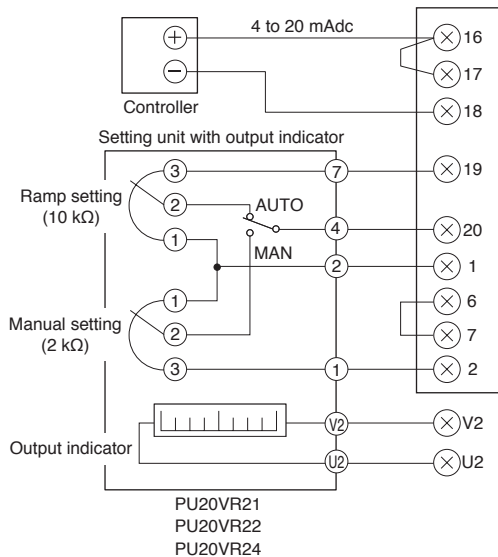 4 to 20 mAdc
+
−
16
17
18
Controller
Setting unit with output indicator
3
7
19
Ramp setting
(10 kΩ)
2
AUTO
4
20
1
MAN
2
1
1
6
Manual setting
(2 kΩ)
2
7
3
1
2
V2
V2
Output indicator
U2
U2
PU20VR21
PU20VR22
PU20VR24